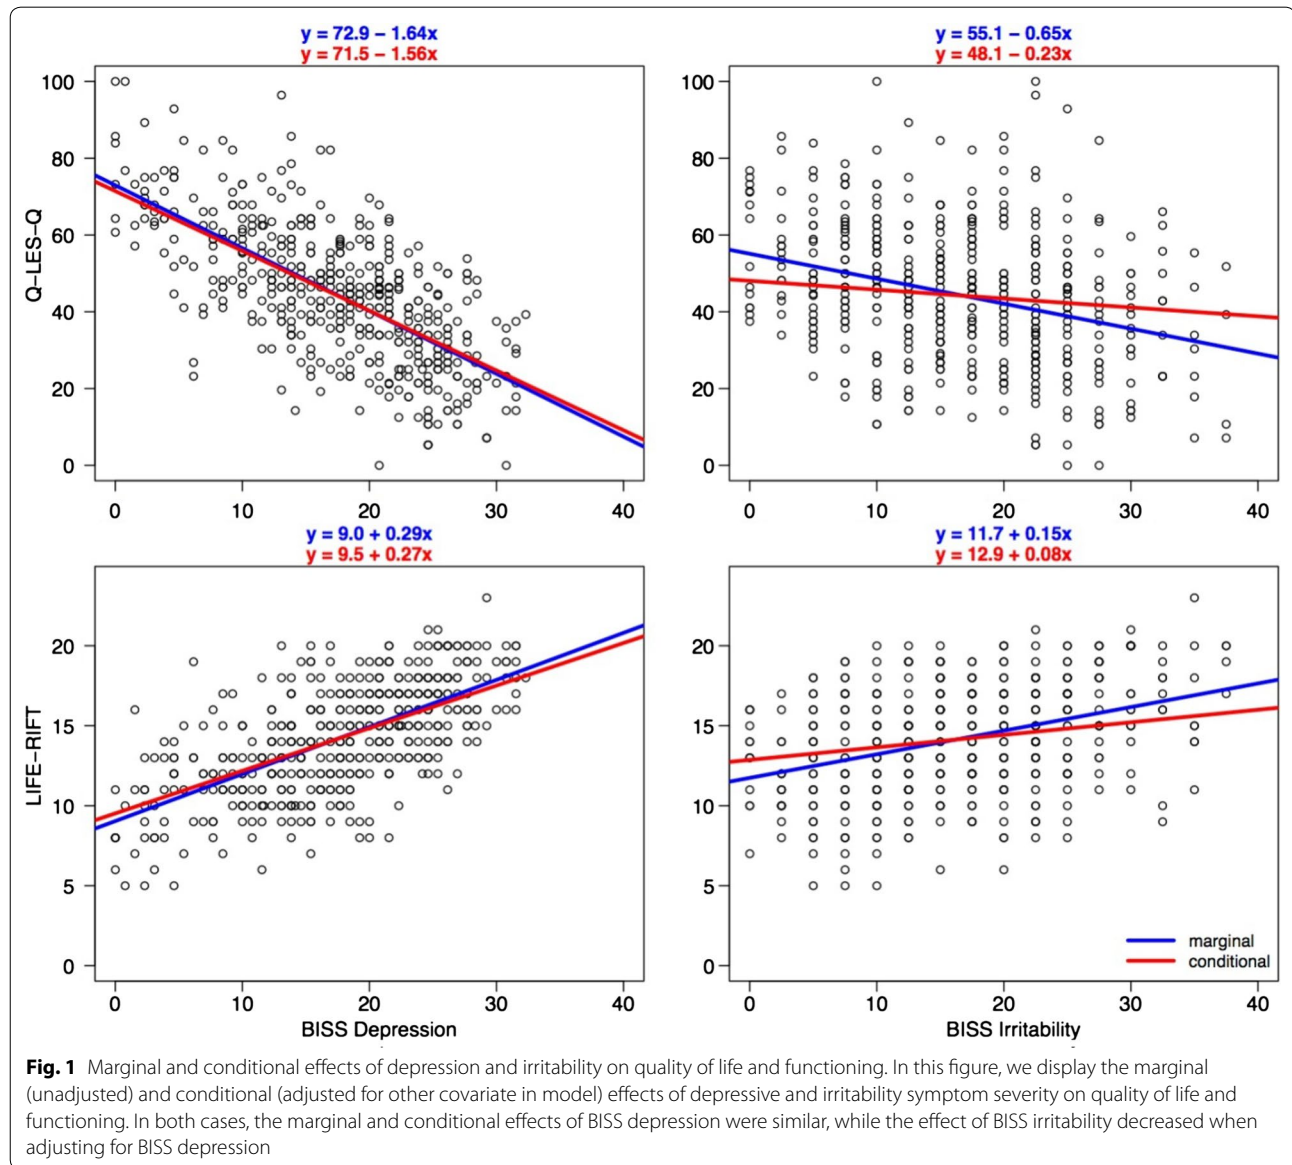 y = 72.9 − 1.64x
y = 71.5 − 1.56x
y = 55.1 − 0.65x
y = 48.1 − 0.23x
Q−LES−Q
100
80
60
40
20
0
0 10 20 30 40
100
80
60
40
20
0
0 10 20 30 40
y = 9.0 + 0.29x
y = 9.5 + 0.27x
y = 11.7 + 0.15x
y = 12.9 + 0.08x
LIFE−RIFT
20
15
10
5
0
0 10 20 30 40
BISS Depression
20
15
10
5
0
marginal
conditional
0 10 20 30 40
BISS Irritability
Fig. 1 Marginal and conditional effects of depression and irritability on quality of life and functioning. In this figure, we display the marginal
(unadjusted) and conditional (adjusted for other covariate in model) effects of depressive and irritability symptom severity on quality of life and
functioning. In both cases, the marginal and conditional effects of BISS depression were similar, while the effect of BISS irritability decreased when
adjusting for BISS depression